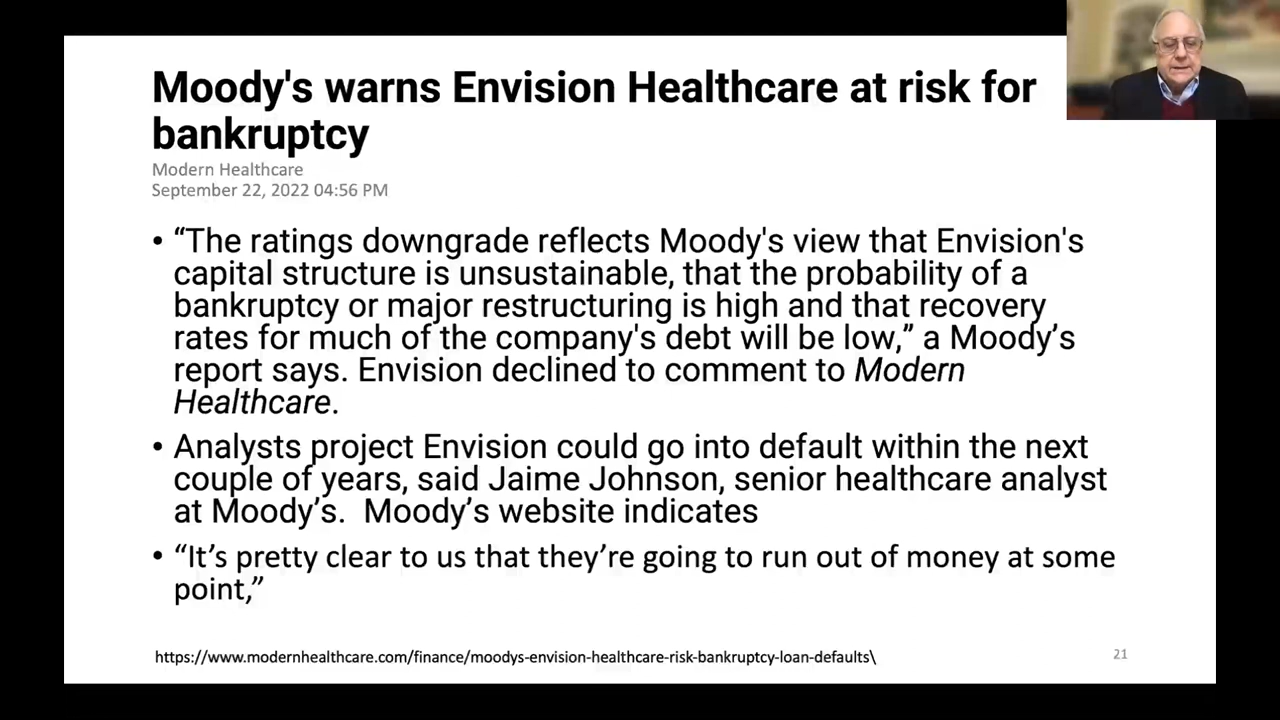 Moody's warns Envision Healthcare at risk for
bankruptcy
Modern Healthcare
September 22, 2022 04:56 PM
• “The ratings downgrade reflects Moody's view that Envision's
capital structure is unsustainable, that the probability of a
bankruptcy or major restructuring is high and that recovery
rates for much of the company's debt will be low,” a Moody’s
report says. Envision declined to comment to Modern
Healthcare.
• Analysts project Envision could go into default within the next
couple of years, said Jaime Johnson, senior healthcare analyst
at Moody’s.  Moody’s website indicates
• “It’s pretty clear to us that they’re going to run out of money at some
point,”
https://www.modernhealthcare.com/finance/moodys-envision-healthcare-risk-bankruptcy-loan-defaults\
21